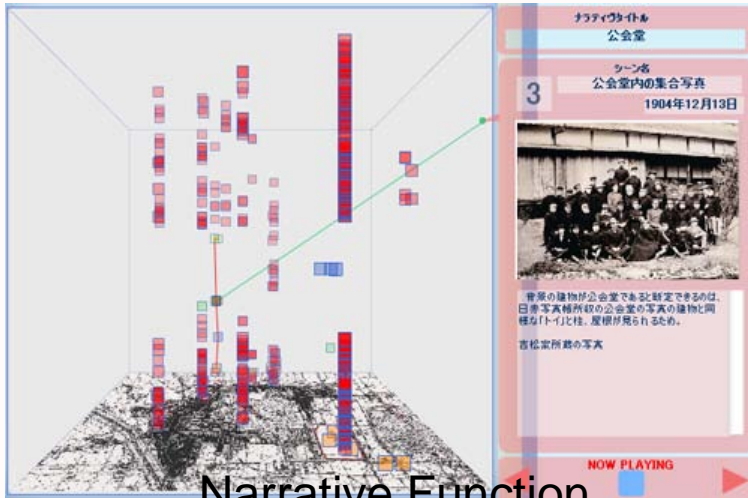 ナラティヴタイトル
公会堂
シーン名
3
公会堂内の集合写真
1904年12月13日
背景の建物が公会堂であると断定できるのは、
日赤写真帳所収の公会堂の写真の建物と同
様な「トイ」と柱、屋根が見られるため。
吉松家所蔵の写真
NOW PLAYING
Narrative Function